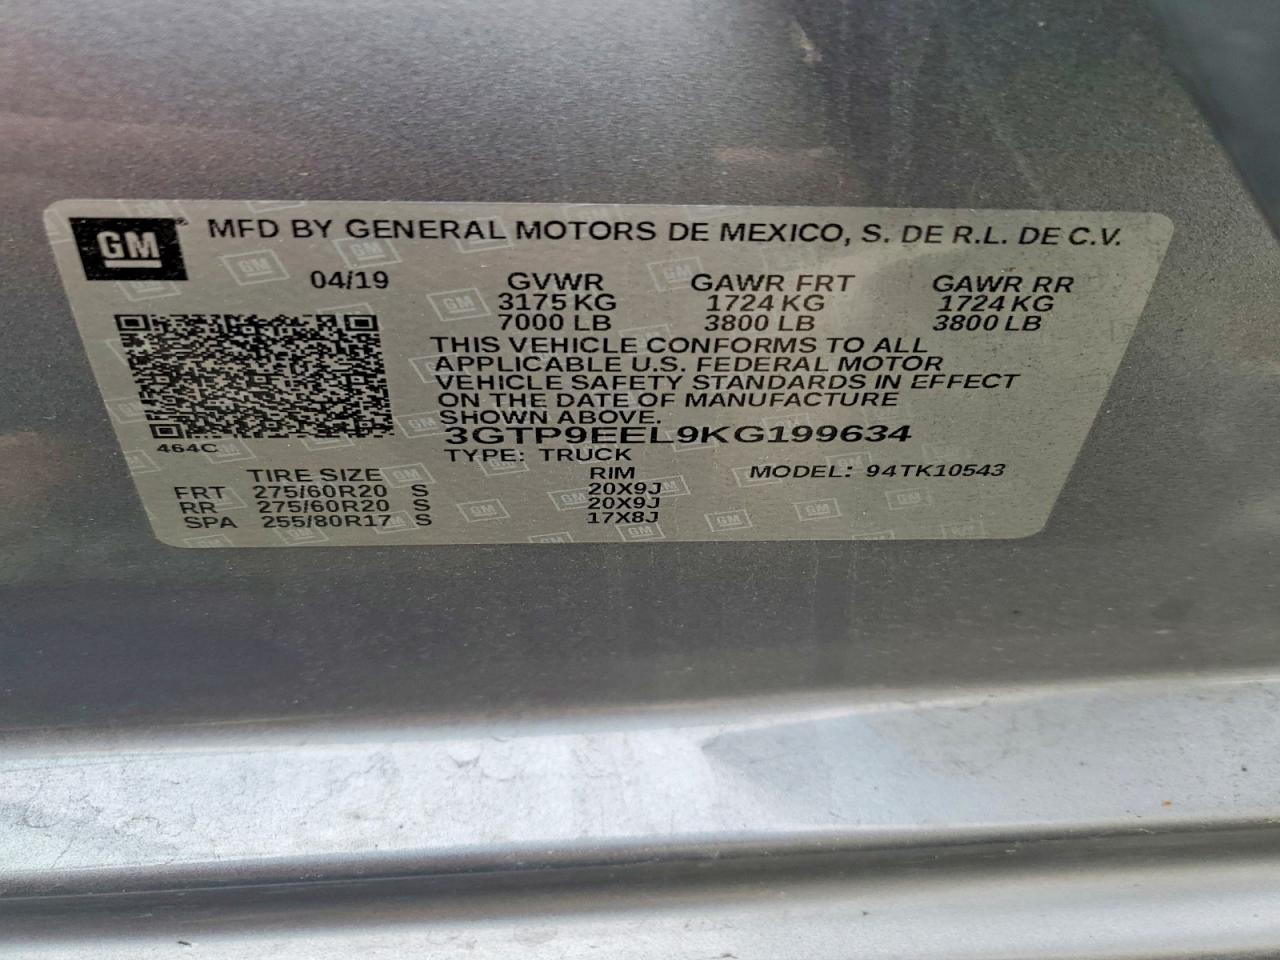 GM
MFD BY GENERAL MOTORS DE MEXICO, S. DE R.L. DE C.V.
04/19 GVWR GAWR FRT GAWR RR
3175 KG 1724 KG 1724 KG
7000 LB 3800 LB 3800 LB
THIS VEHICLE CONFORMS TO ALL
APPLICABLE U.S. FEDERAL MOTOR
VEHICLE SAFETY STANDARDS IN EFFECT
ON THE DATE OF MANUFACTURE
SHOWN ABOVE.
3GTP9EEL9KG199634
464C
TYPE: TRUCK
TIRE SIZE RIM MODEL: 94TK10543
FRT 275/60R20 S 20X9J
RR 275/60R20 S 20X9J
SPA 255/80R17 S 17X8J